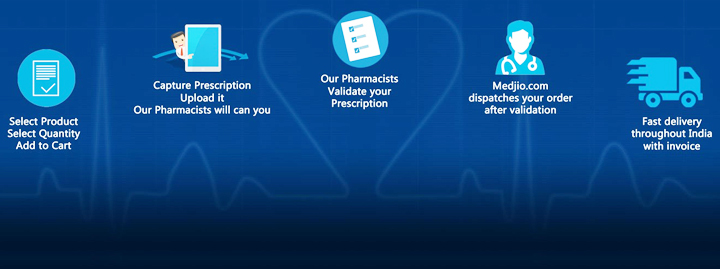 Select Product
Select Quantity
Add to Cart
Capture Prescription
Upload it
Our Pharmacists will can you
Our Pharmacists
Validate your
Prescription
Medjio.com
dispatches your order
after validation
Fast delivery
throughout India
with invoice